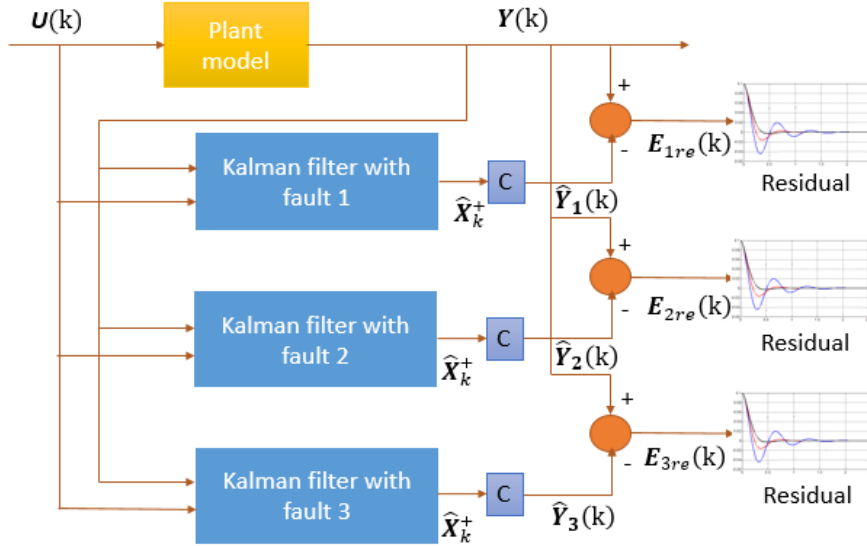 U(k)
Y(k)
Plant
model
+
-
E₁ᵣₑ(k)
Residual
Kalman filter with
fault 1
X̂ₖ⁺
C
Ŷ₁(k)
+
-
E₂ᵣₑ(k)
Residual
Kalman filter with
fault 2
X̂ₖ⁺
C
Ŷ₂(k)
+
-
E₃ᵣₑ(k)
Residual
Kalman filter with
fault 3
X̂ₖ⁺
C
Ŷ₃(k)